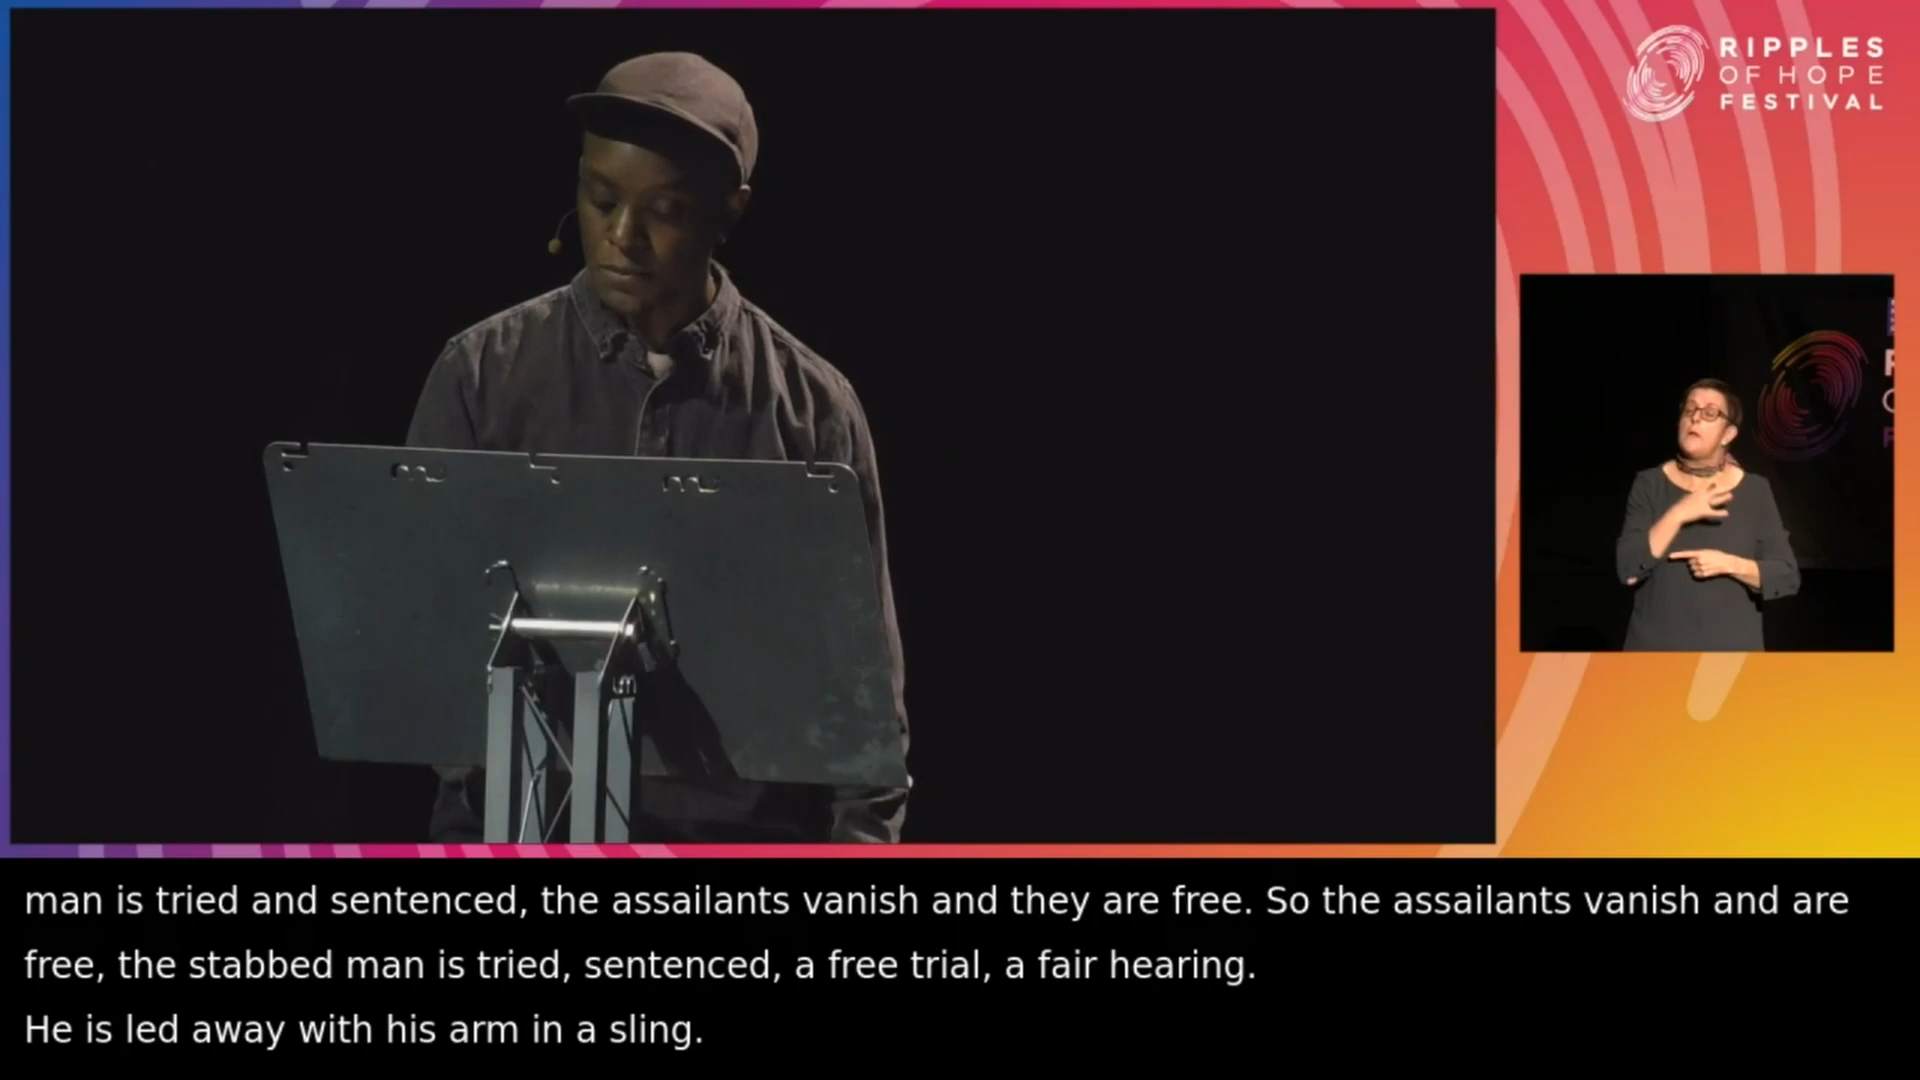 RIPPLES
OF HOPE
FESTIVAL
man is tried and sentenced, the assailants vanish and they are free. So the assailants vanish and are
free, the stabbed man is tried, sentenced, a free trial, a fair hearing.
He is led away with his arm in a sling.